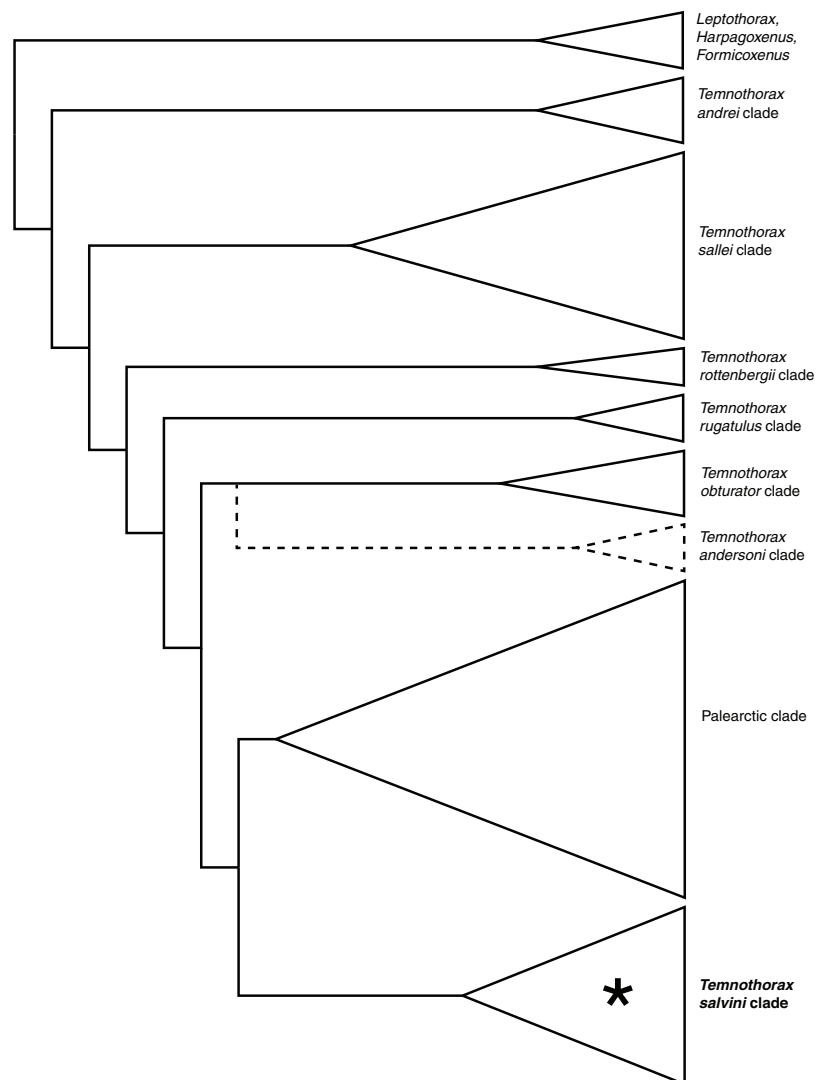 Leptothorax,
Harpagoxenus,
Formicoxenus
Temnothorax
andrei clade
Temnothorax
sallei clade
Temnothorax
rottenbergii clade
Temnothorax
rugatulus clade
Temnothorax
obturator clade
Temnothorax
andersoni clade
Palearctic clade
*
Temnothorax
salvini clade